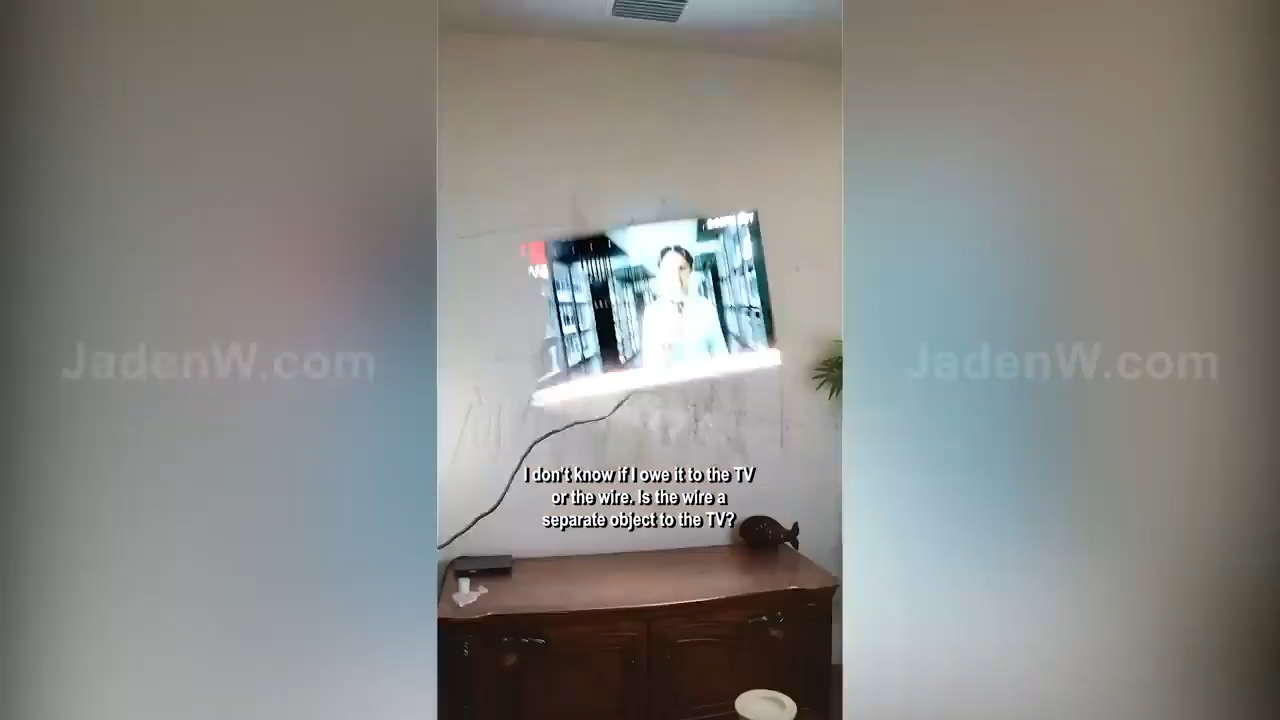 JadenW.com
JadenW.com
I don't know if I owe it to the TV
or the wire. Is the wire a
separate object to the TV?